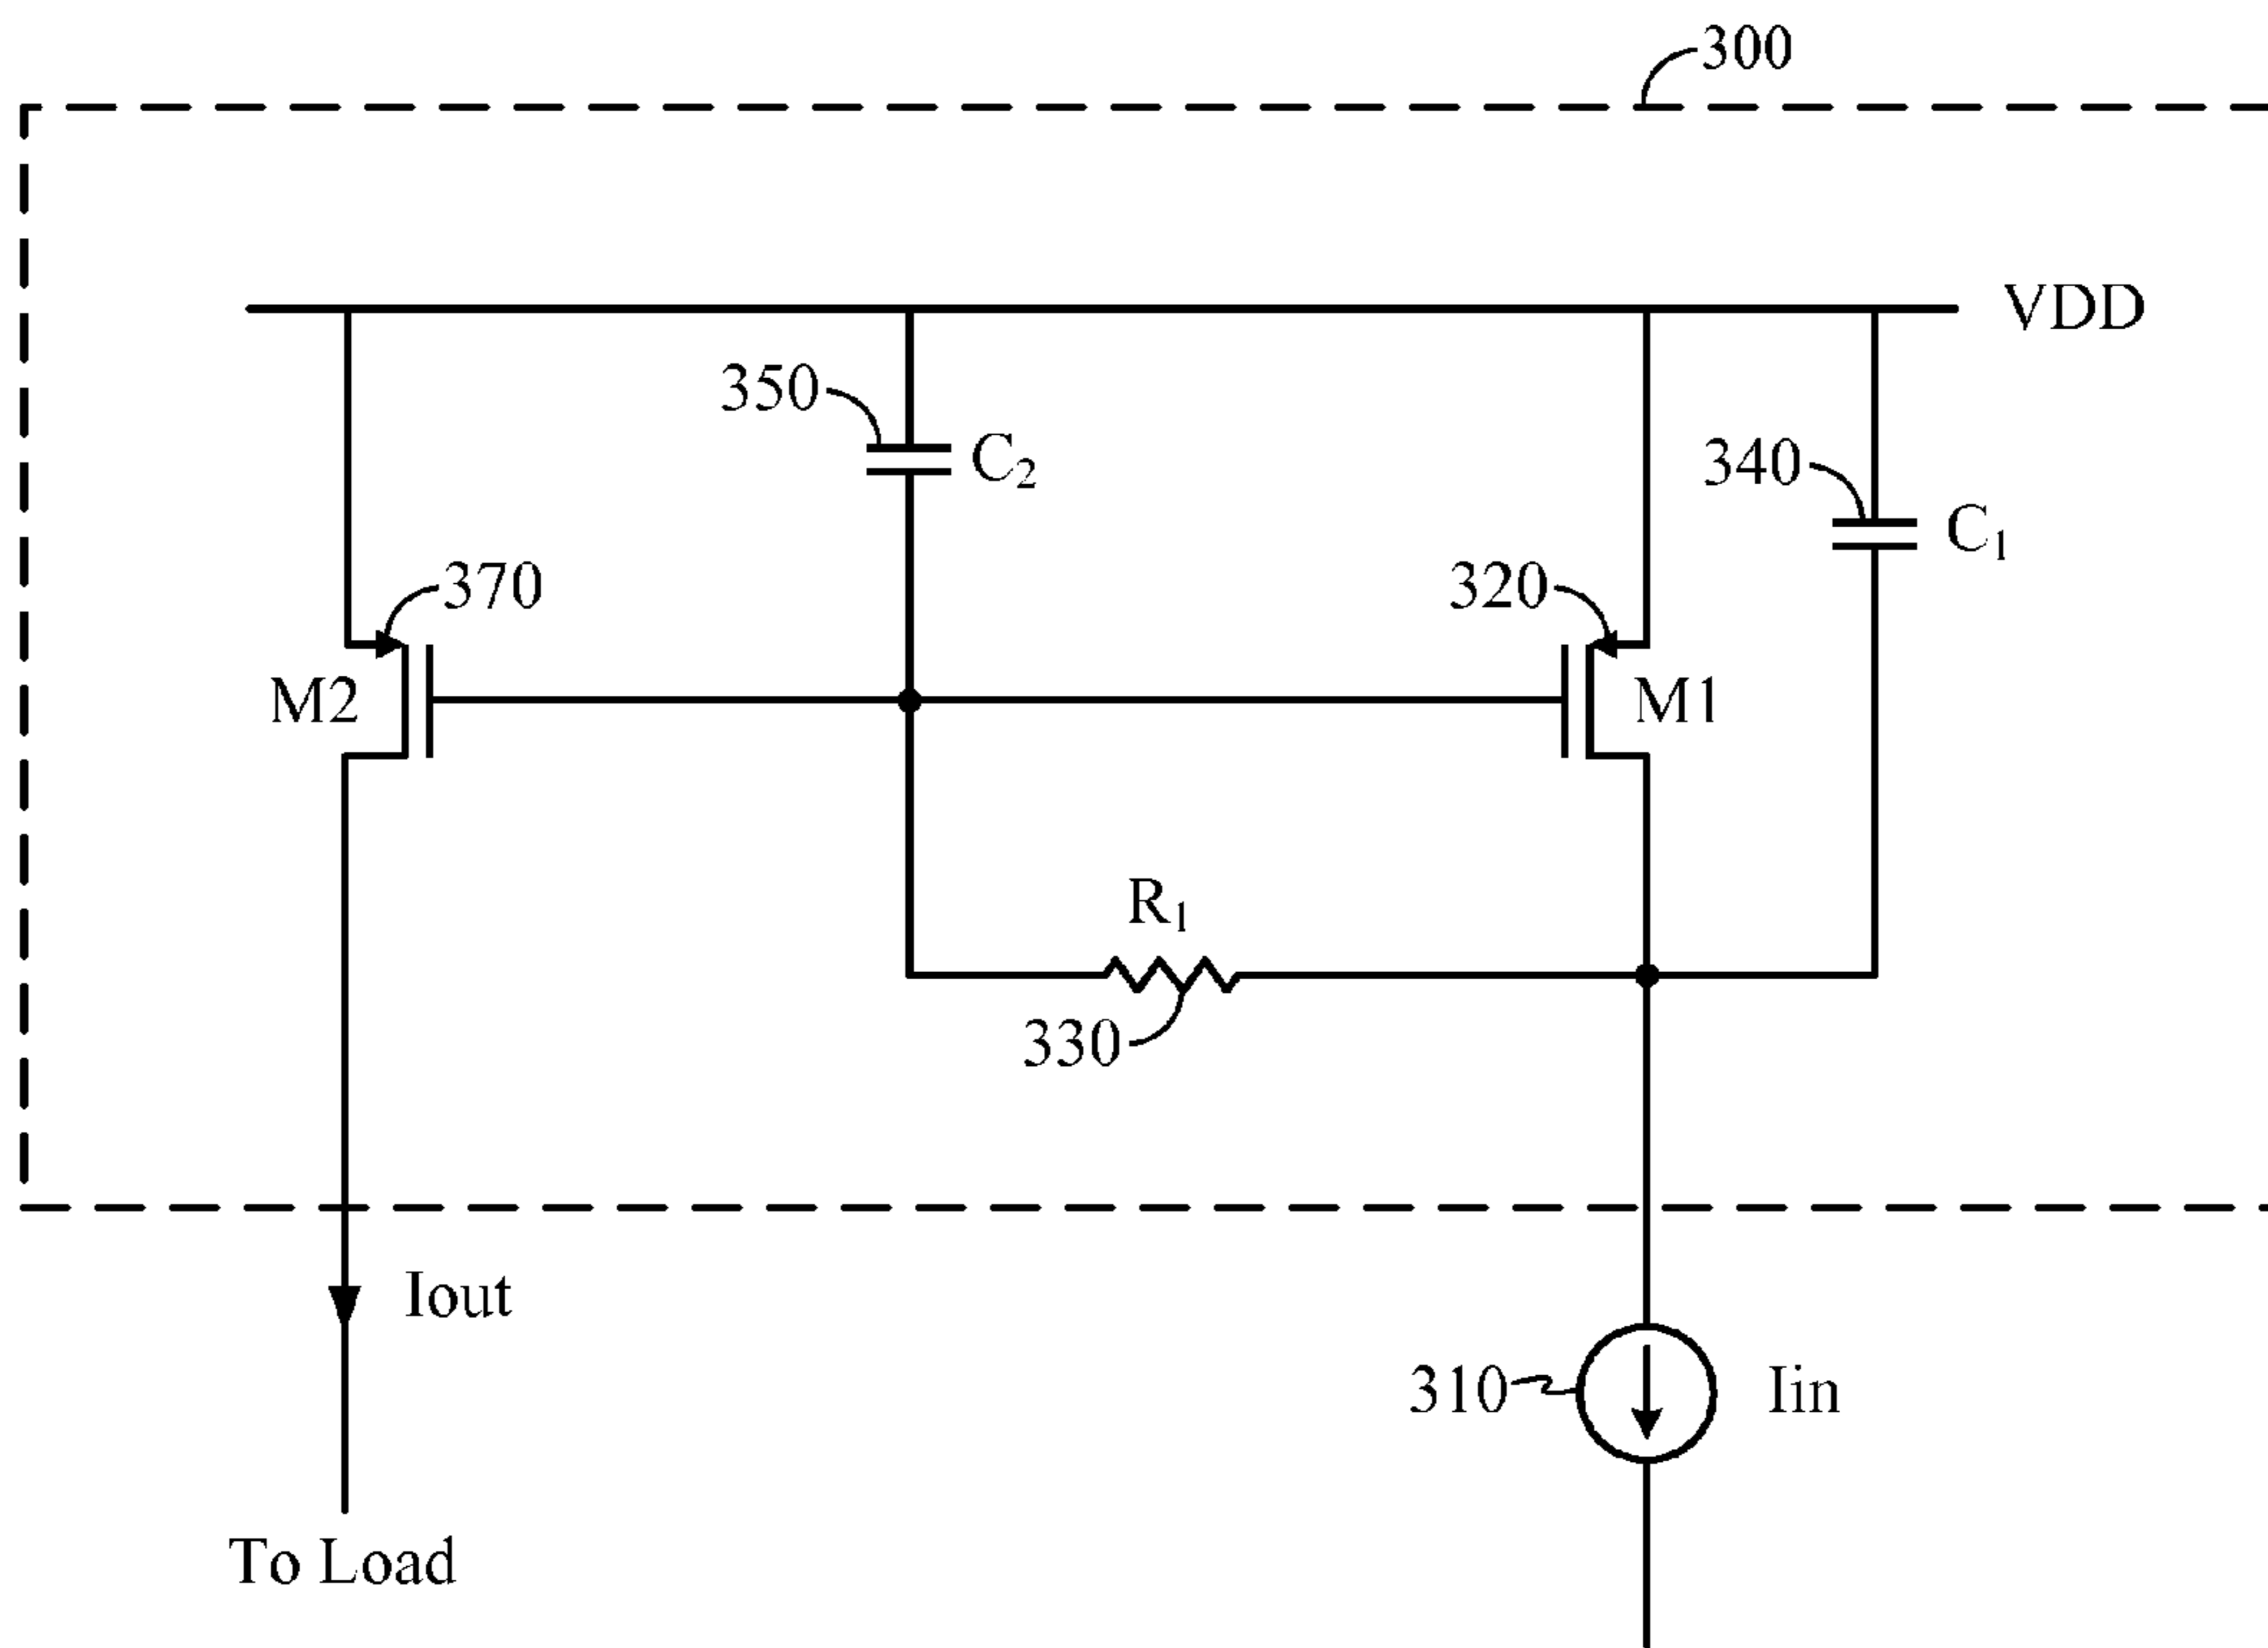 300
VDD
350
C₂
340
C₁
370
320
M2
M1
R₁
330
Iout
310
Iin
To Load